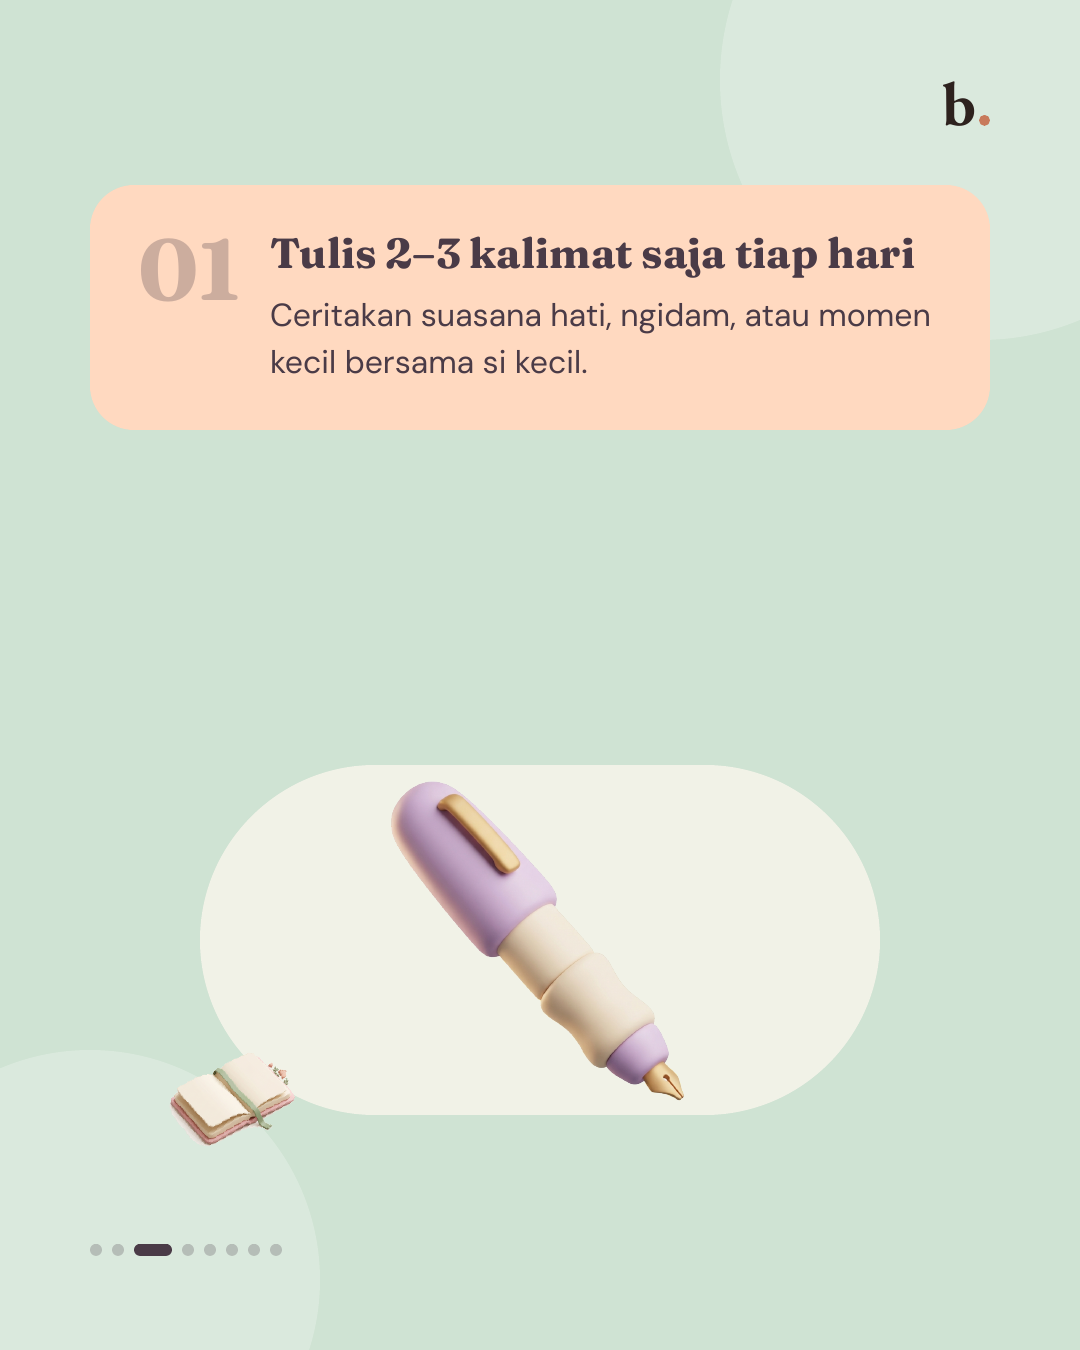 b.
01
Tulis 2–3 kalimat saja tiap hari
Ceritakan suasana hati, ngidam, atau momen
kecil bersama si kecil.